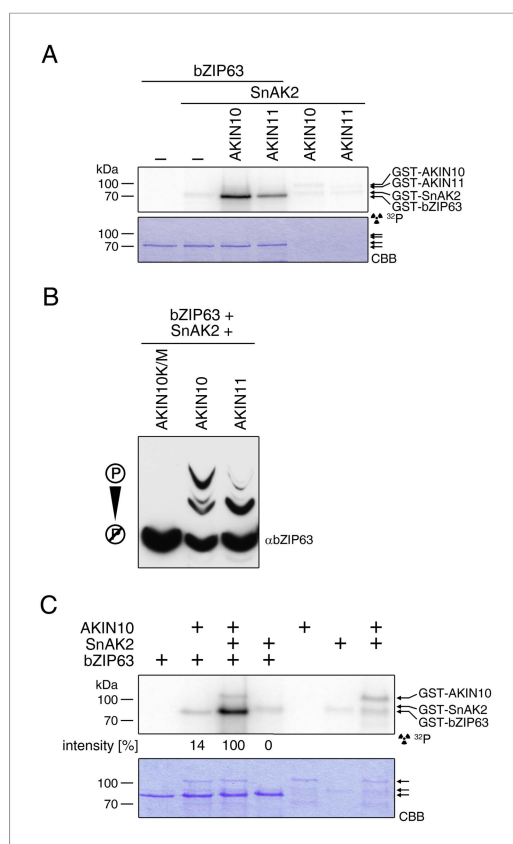 A
bZIP63
SnAK2
– – AKIN10 AKIN11 AKIN10 AKIN11
kDa
100
70
GST-AKIN10
GST-AKIN11
GST-SnAK2
GST-bZIP63
32P
100
70
CBB
B
bZIP63 +
SnAK2 +
AKIN10K/M AKIN10 AKIN11
P
P
αbZIP63
C
AKIN10 + + + +
SnAK2 + + + +
bZIP63 + + + +
kDa
100
70
GST-AKIN10
GST-SnAK2
GST-bZIP63
32P
intensity [%] 14 100 0
100
70
CBB